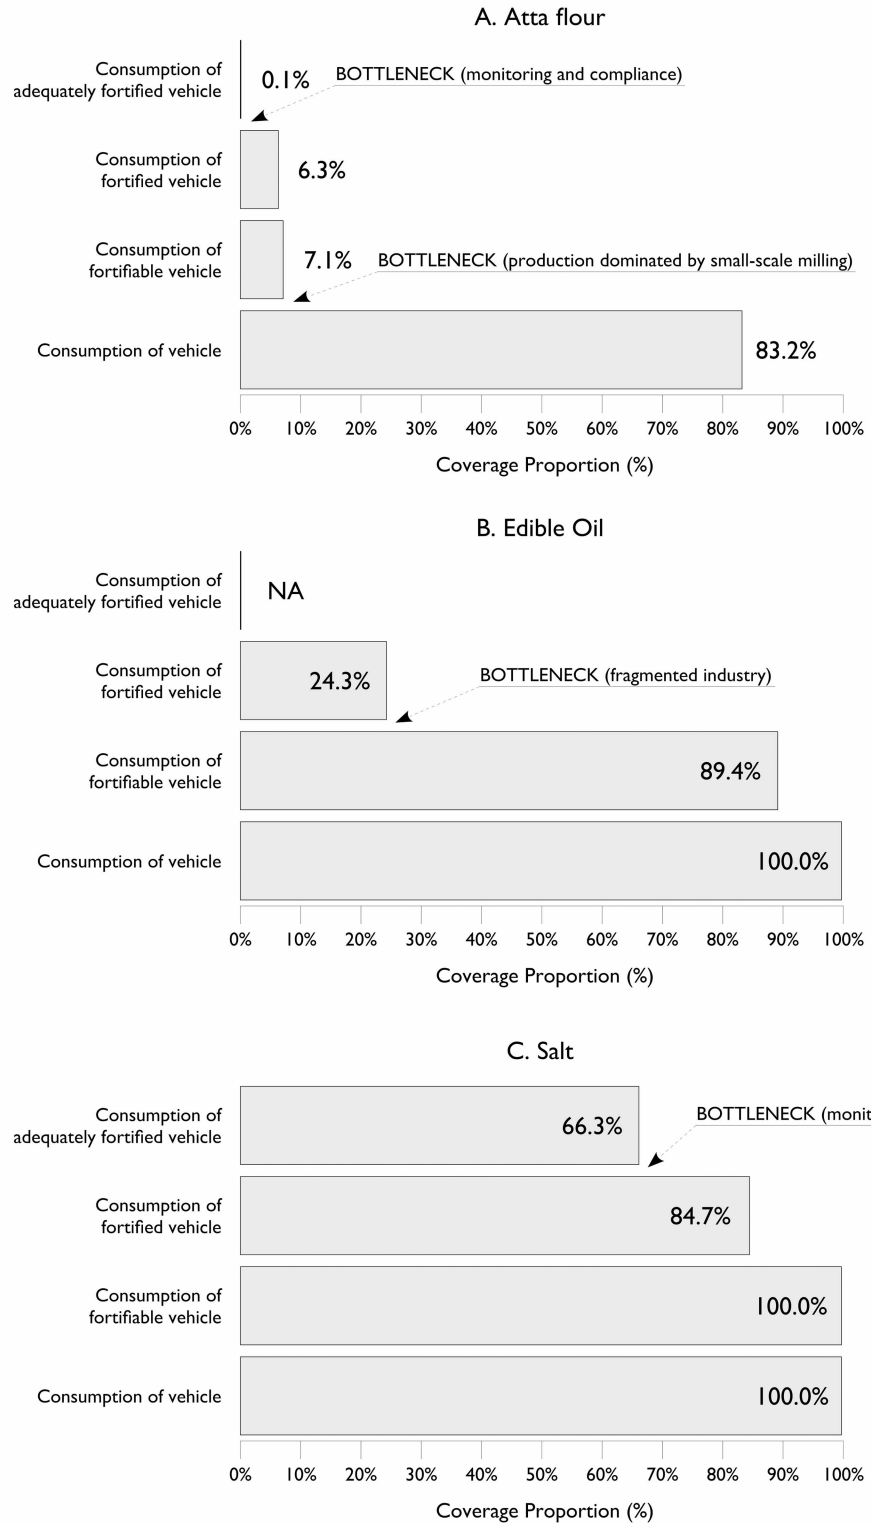 A. Atta flour
Consumption of
adequately fortified vehicle
0.1%
BOTTLENECK (monitoring and compliance)
Consumption of
fortified vehicle
6.3%
Consumption of
fortifiable vehicle
7.1%
BOTTLENECK (production dominated by small-scale milling)
Consumption of vehicle
83.2%
0% 10% 20% 30% 40% 50% 60% 70% 80% 90% 100%
Coverage Proportion (%)
B. Edible Oil
Consumption of
adequately fortified vehicle
NA
Consumption of
fortified vehicle
24.3%
BOTTLENECK (fragmented industry)
Consumption of
fortifiable vehicle
89.4%
Consumption of vehicle
100.0%
0% 10% 20% 30% 40% 50% 60% 70% 80% 90% 100%
Coverage Proportion (%)
C. Salt
Consumption of
adequately fortified vehicle
66.3%
BOTTLENECK (monit
Consumption of
fortified vehicle
84.7%
Consumption of
fortifiable vehicle
100.0%
Consumption of vehicle
100.0%
0% 10% 20% 30% 40% 50% 60% 70% 80% 90% 100%
Coverage Proportion (%)